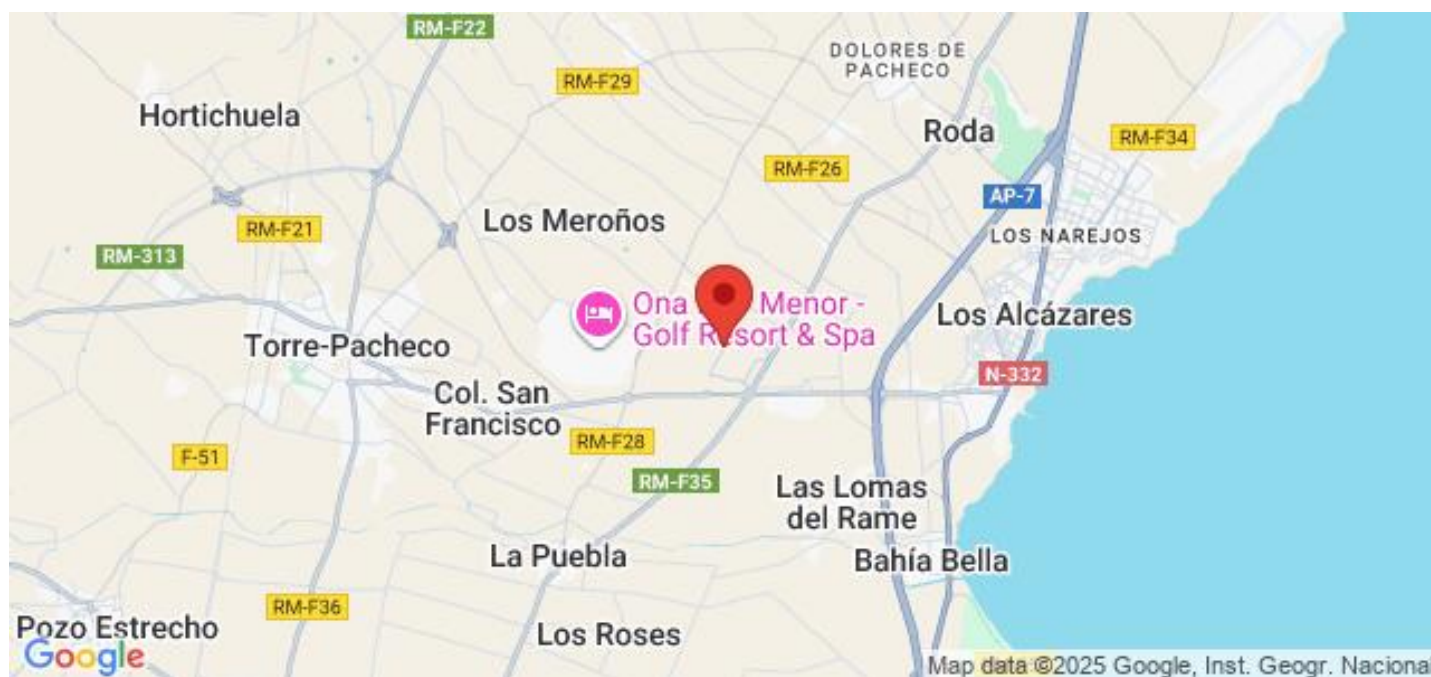 RM-F22
DOLORES DE
PACHECO
RM-F29
Hortichuela
Roda
RM-F34
RM-F26
AP-7
Los Meroños
RM-F21
LOS NAREJOS
RM-313
Ona Menor -
Golf Resort & Spa
Los Alcázares
Torre-Pacheco
N-332
Col. San
Francisco
RM-F28
F-51
RM-F35
Las Lomas
del Rame
La Puebla
Bahía Bella
RM-F36
Pozo Estrecho
Los Roses
Google
Map data ©2025 Google, Inst. Geogr. Nacional